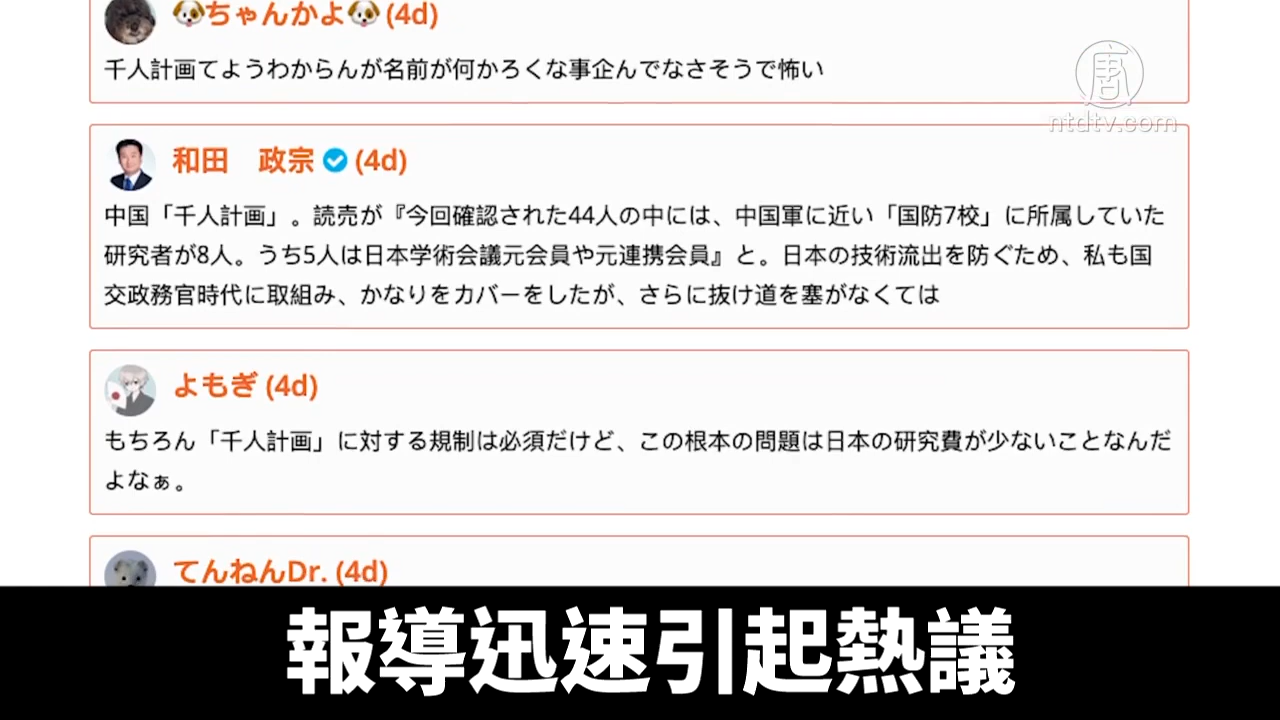 🐶ちゃんかよ🐶 (4d)
千人計画てようわからんが名前が何かろくな事企んでなさそうで怖い
唐
ntdtv.com
和田　政宗 (4d)
中国「千人計画」。読売が『今回確認された44人の中には、中国軍に近い「国防7校」に所属していた
研究者が8人。うち5人は日本学術会議元会員や元連携会員』と。日本の技術流出を防ぐため、私も国
交政務官時代に取組み、かなりをカバーをしたが、さらに抜け道を塞がなくては
よもぎ (4d)
もちろん「千人計画」に対する規制は必須だけど、この根本の問題は日本の研究費が少ないことなんだ
よなぁ。
てんねんDr. (4d)
報導迅速引起熱議